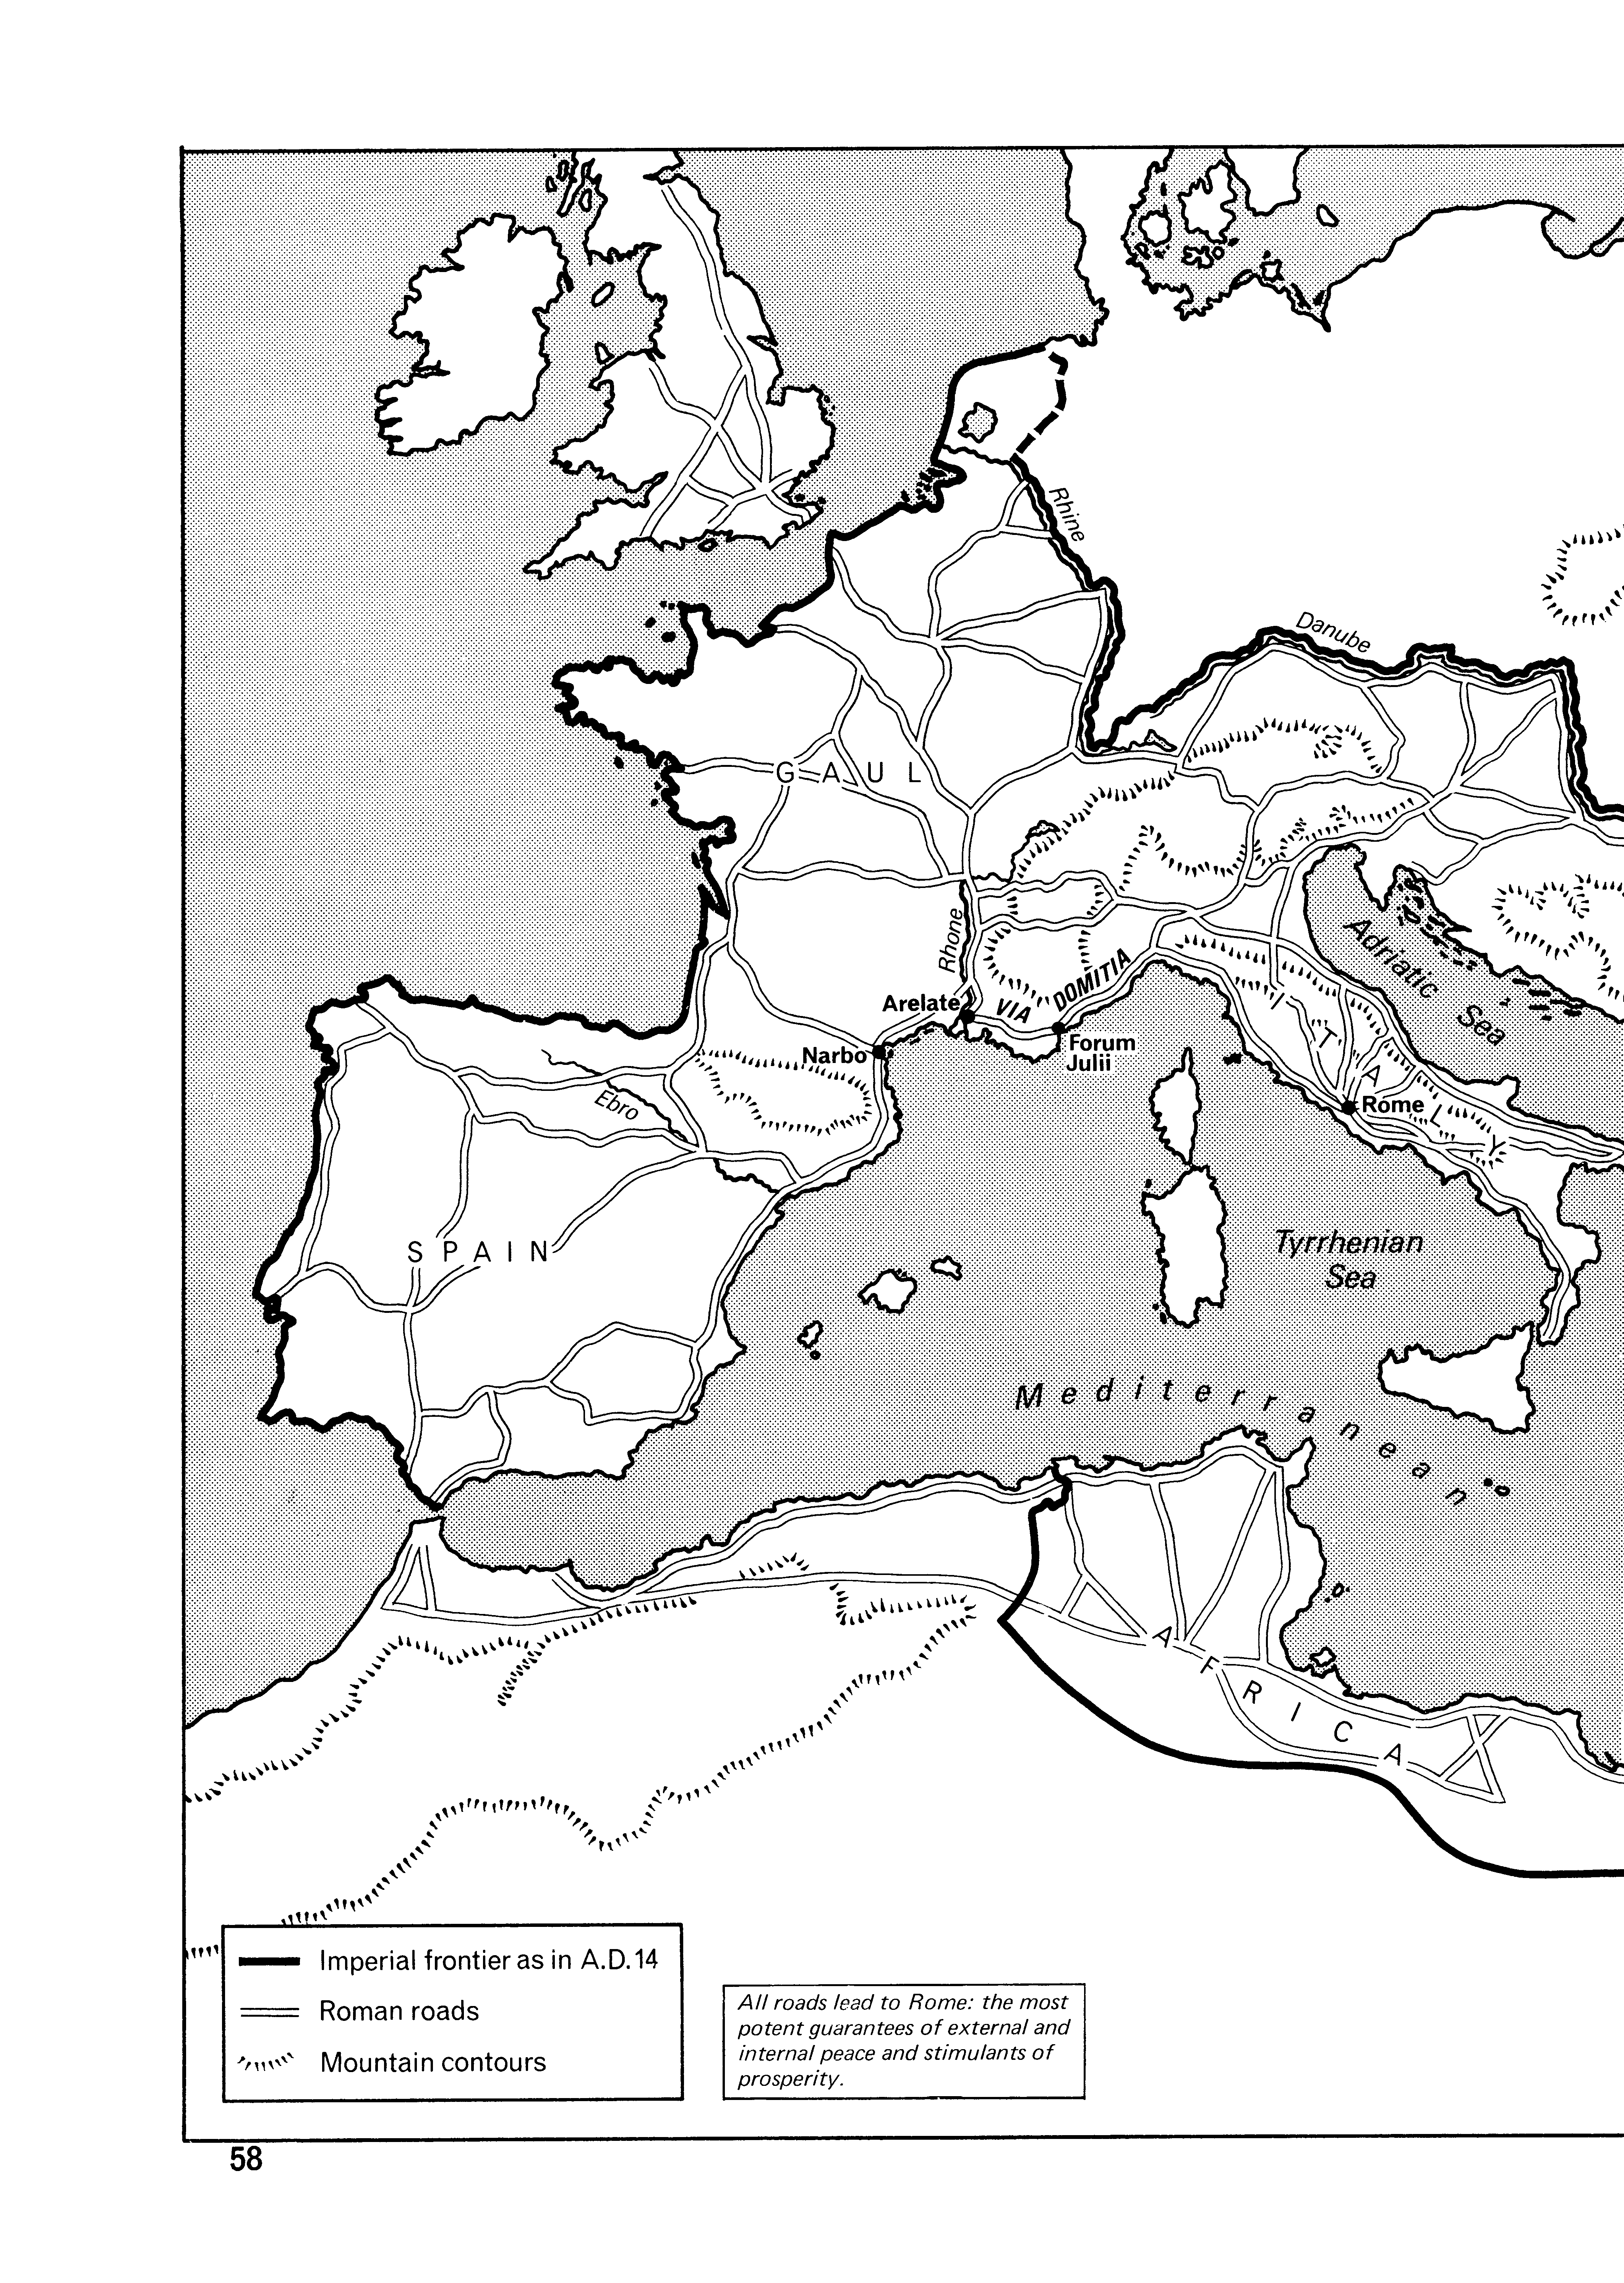 Rhine
Danube
GAUL
Rhone
Adriatic
Sea
Arelate
VIA
DOMITIA
Forum
Julii
Narbo
ITALY
Ebro
Rome
SPAIN
Tyrrhenian
Sea
Mediterranean
AFRICA
Imperial frontier as in A.D.14
Roman roads
Mountain contours
All roads lead to Rome: the most
potent guarantees of external and
internal peace and stimulants of
prosperity.
58